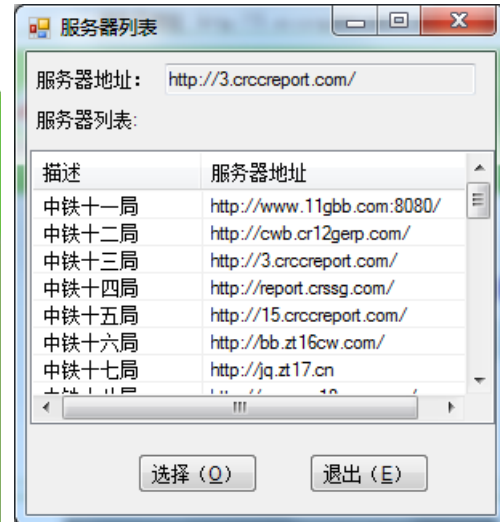 服务器列表
服务器地址： http://3.crccreport.com/
服务器列表:
描述 服务器地址
中铁十一局 http://www.11gbb.com:8080/
中铁十二局 http://cwb.cr12gerp.com/
中铁十三局 http://3.crccreport.com/
中铁十四局 http://report.crssg.com/
中铁十五局 http://15.crccreport.com/
中铁十六局 http://bb.zt16cw.com/
中铁十七局 http://jq.zt17.cn
选择（O） 退出（E）